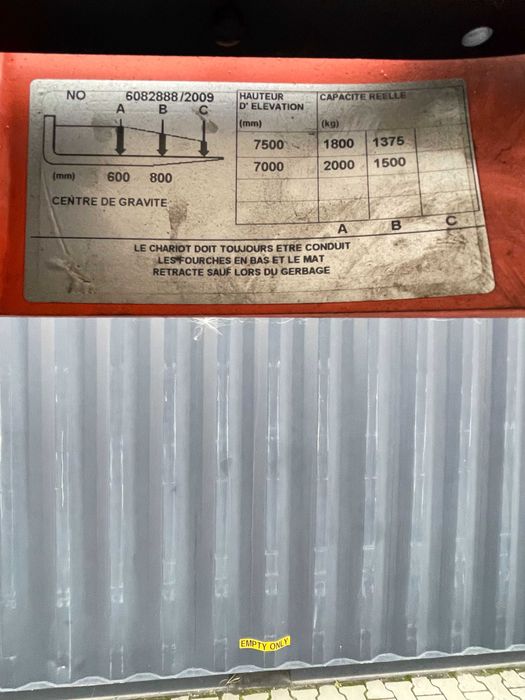 NO 6082888/2009
A B C
(mm) 600 800
CENTRE DE GRAVITE
HAUTEUR
D' ELEVATION
(mm)
CAPACITE REELLE
(kg)
7500 1800 1375
7000 2000 1500
A B C
LE CHARIOT DOIT TOUJOURS ETRE CONDUIT
LES FOURCHES EN BAS ET LE MAT
RETRACTE SAUF LORS DU GERBAGE
EMPTY ONLY